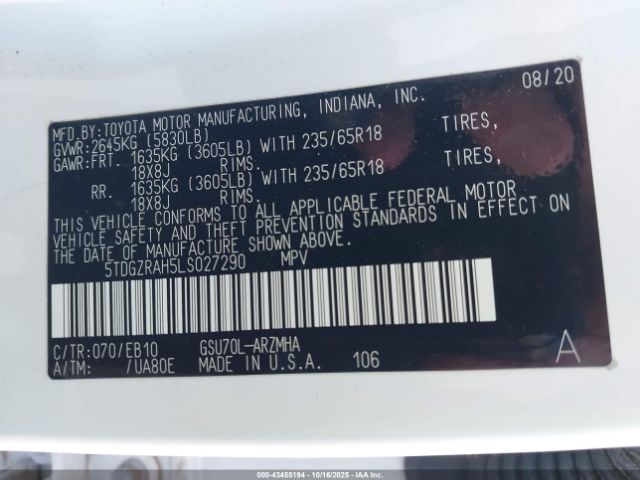 08/20
MFD.BY:TOYOTA MOTOR MANUFACTURING, INDIANA, INC.
GVWR:2645KG (5830LB)
GAWR:FRT. 1635KG (3605LB) WITH 235/65R18 TIRES,
18X8J RIMS.
RR. 1635KG (3605LB) WITH 235/65R18 TIRES,
18X8J RIMS.
THIS VEHICLE CONFORMS TO ALL APPLICABLE FEDERAL MOTOR
VEHICLE SAFETY AND THEFT PREVENTION STANDARDS IN EFFECT ON
THE DATE OF MANUFACTURE SHOWN ABOVE.
5TDGZRAH5LS027290 MPV
C/TR:070/EB10 GSU70L-ARZMHA
A/TM: /UA80E MADE IN U.S.A. 106 A
000-43455194 - 10/16/2025 - IAAI.COM